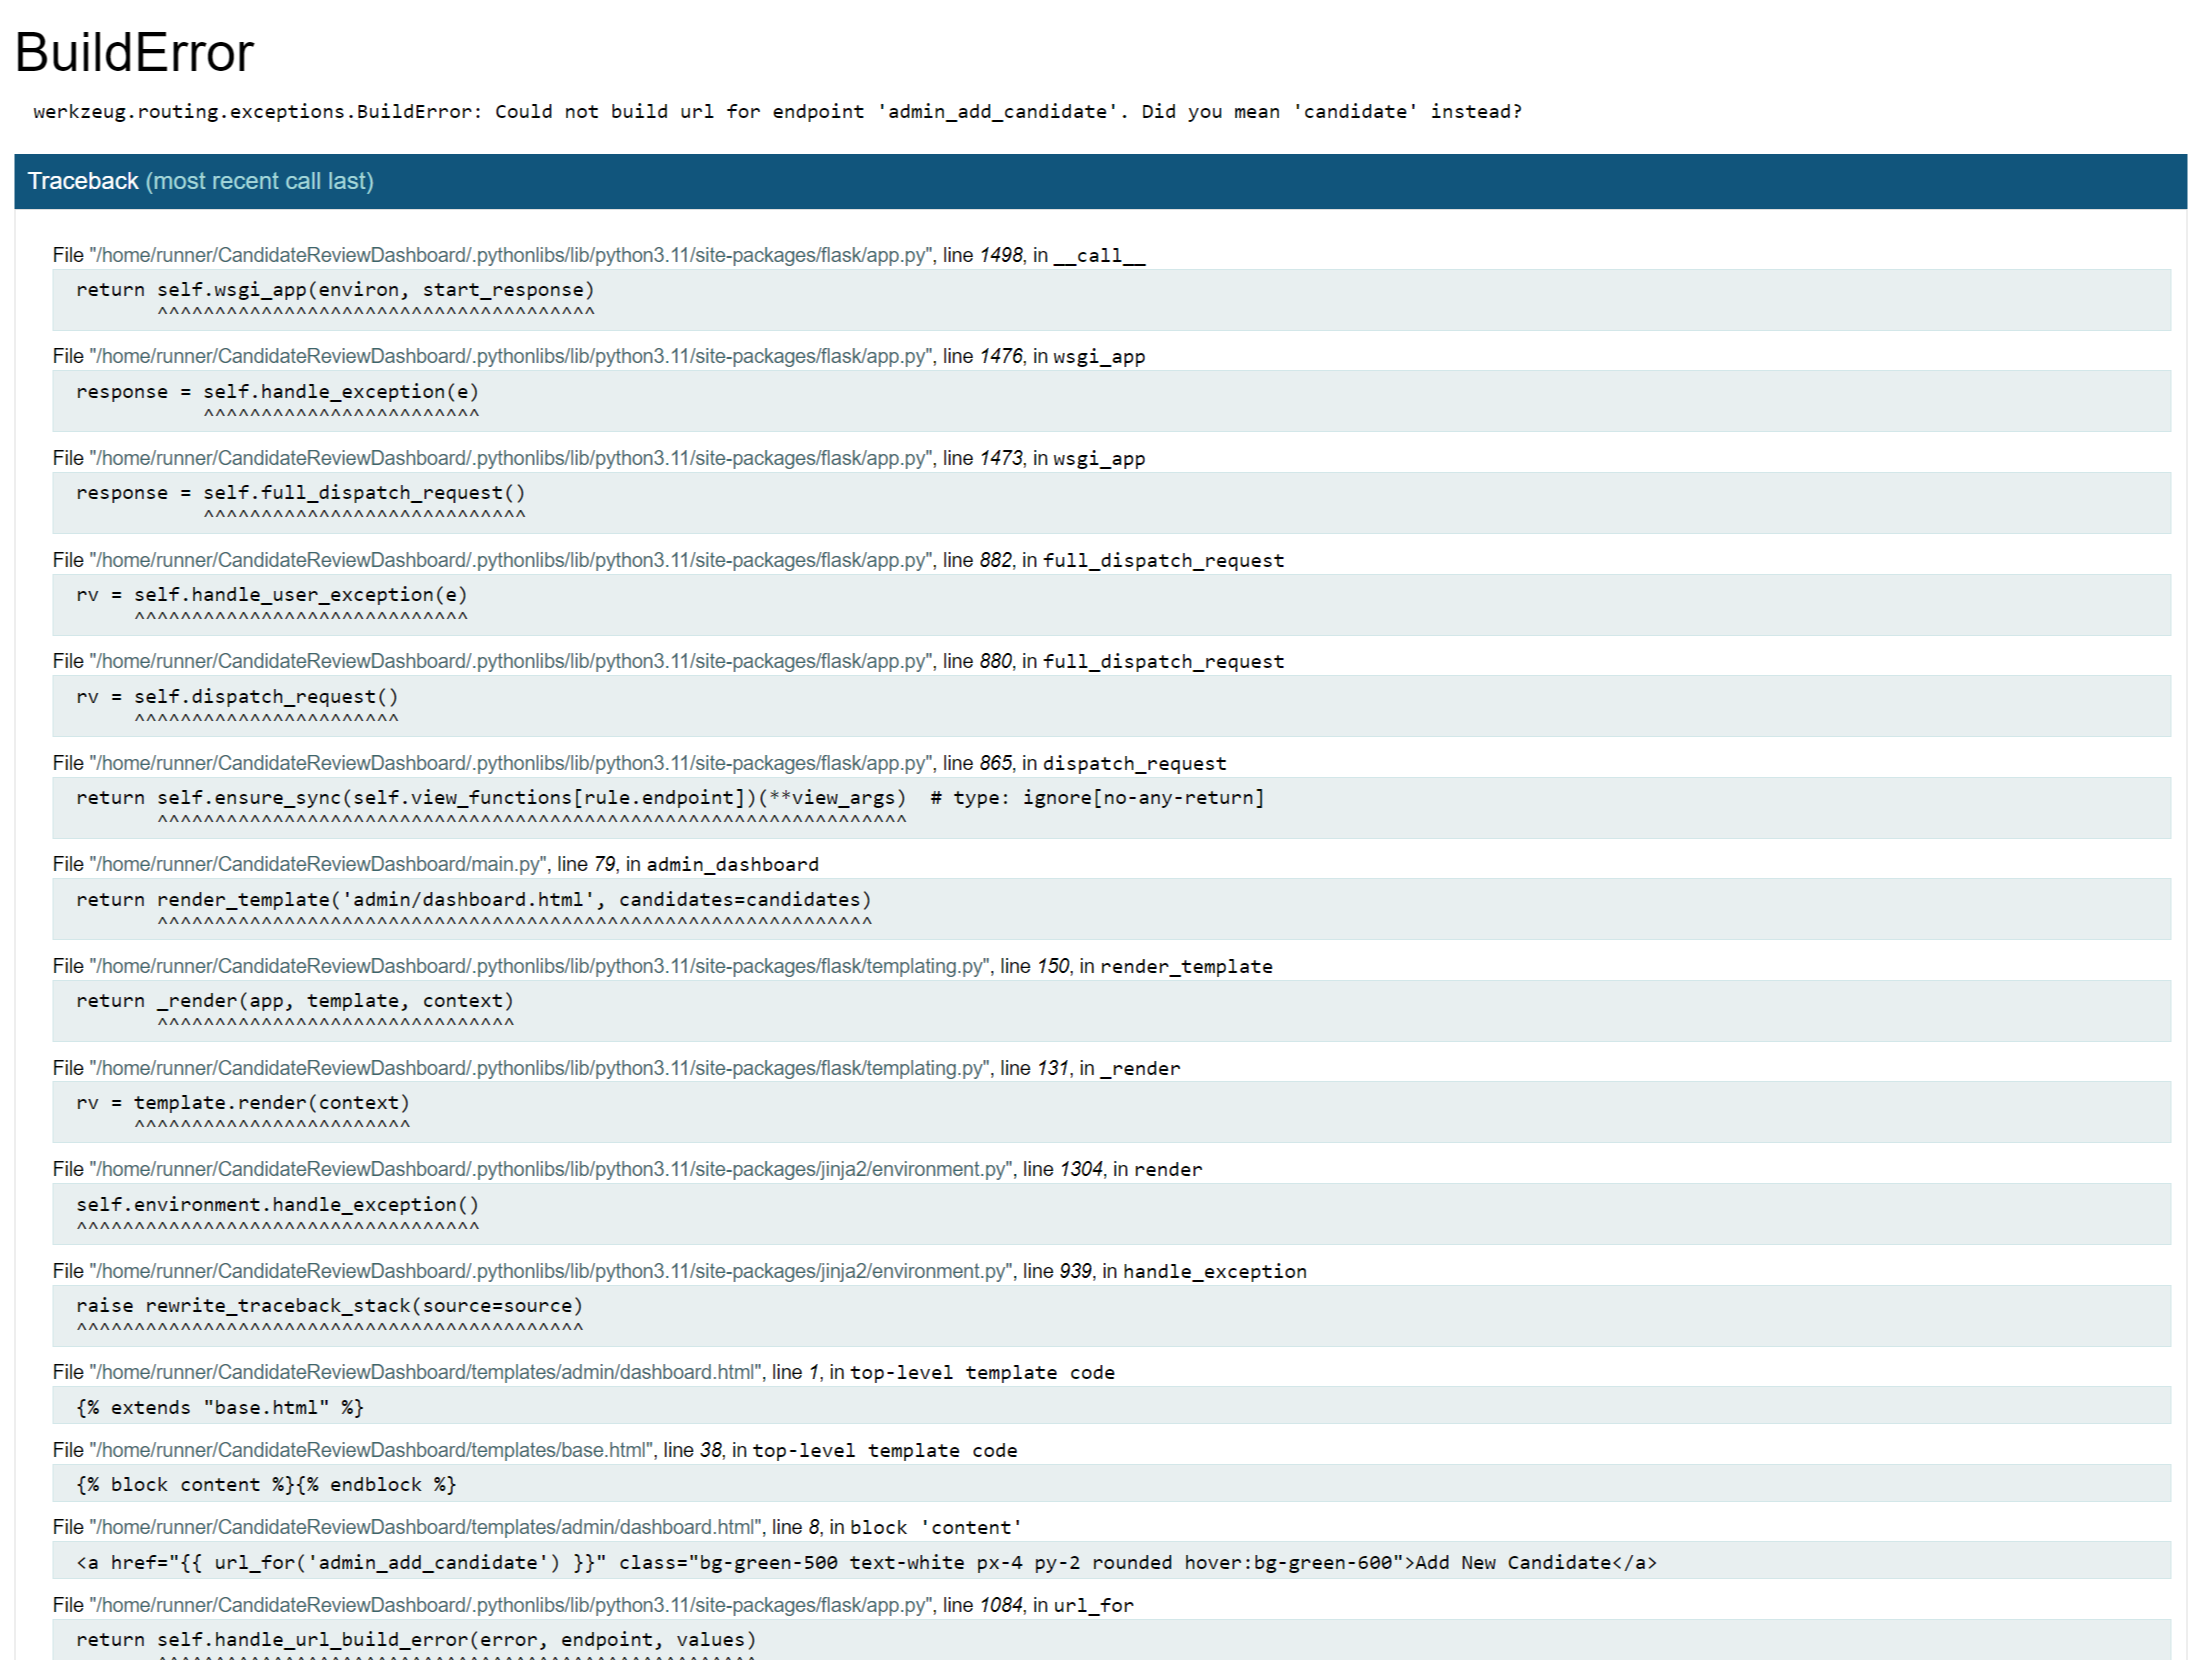 BuildError
werkzeug.routing.exceptions.BuildError: Could not build url for endpoint 'admin_add_candidate'. Did you mean 'candidate' instead?
Traceback (most recent call last)
File "/home/runner/CandidateReviewDashboard/.pythonlibs/lib/python3.11/site-packages/flask/app.py", line 1498, in __call__
return self.wsgi_app(environ, start_response)
^^^^^^^^^^^^^^^^^^^^^^^^^^^^^^^^^^^^^^
File "/home/runner/CandidateReviewDashboard/.pythonlibs/lib/python3.11/site-packages/flask/app.py", line 1476, in wsgi_app
response = self.handle_exception(e)
^^^^^^^^^^^^^^^^^^^^^^^^
File "/home/runner/CandidateReviewDashboard/.pythonlibs/lib/python3.11/site-packages/flask/app.py", line 1473, in wsgi_app
response = self.full_dispatch_request()
^^^^^^^^^^^^^^^^^^^^^^^^^^^^
File "/home/runner/CandidateReviewDashboard/.pythonlibs/lib/python3.11/site-packages/flask/app.py", line 882, in full_dispatch_request
rv = self.handle_user_exception(e)
^^^^^^^^^^^^^^^^^^^^^^^^^^^^^
File "/home/runner/CandidateReviewDashboard/.pythonlibs/lib/python3.11/site-packages/flask/app.py", line 880, in full_dispatch_request
rv = self.dispatch_request()
^^^^^^^^^^^^^^^^^^^^^^^
File "/home/runner/CandidateReviewDashboard/.pythonlibs/lib/python3.11/site-packages/flask/app.py", line 865, in dispatch_request
return self.ensure_sync(self.view_functions[rule.endpoint])(**view_args)  # type: ignore[no-any-return]
^^^^^^^^^^^^^^^^^^^^^^^^^^^^^^^^^^^^^^^^^^^^^^^^^^^^^^^^^^^^^^^^^
File "/home/runner/CandidateReviewDashboard/main.py", line 79, in admin_dashboard
return render_template('admin/dashboard.html', candidates=candidates)
^^^^^^^^^^^^^^^^^^^^^^^^^^^^^^^^^^^^^^^^^^^^^^^^^^^^^^^^^^^^^^
File "/home/runner/CandidateReviewDashboard/.pythonlibs/lib/python3.11/site-packages/flask/templating.py", line 150, in render_template
return _render(app, template, context)
^^^^^^^^^^^^^^^^^^^^^^^^^^^^^^^
File "/home/runner/CandidateReviewDashboard/.pythonlibs/lib/python3.11/site-packages/flask/templating.py", line 131, in _render
rv = template.render(context)
^^^^^^^^^^^^^^^^^^^^^^^^
File "/home/runner/CandidateReviewDashboard/.pythonlibs/lib/python3.11/site-packages/jinja2/environment.py", line 1304, in render
self.environment.handle_exception()
^^^^^^^^^^^^^^^^^^^^^^^^^^^^^^^^^^^
File "/home/runner/CandidateReviewDashboard/.pythonlibs/lib/python3.11/site-packages/jinja2/environment.py", line 939, in handle_exception
raise rewrite_traceback_stack(source=source)
^^^^^^^^^^^^^^^^^^^^^^^^^^^^^^^^^^^^^^^^^^^^
File "/home/runner/CandidateReviewDashboard/templates/admin/dashboard.html", line 1, in top-level template code
{% extends "base.html" %}
File "/home/runner/CandidateReviewDashboard/templates/base.html", line 38, in top-level template code
{% block content %}{% endblock %}
File "/home/runner/CandidateReviewDashboard/templates/admin/dashboard.html", line 8, in block 'content'
<a href="{{ url_for('admin_add_candidate') }}" class="bg-green-500 text-white px-4 py-2 rounded hover:bg-green-600">Add New Candidate</a>
File "/home/runner/CandidateReviewDashboard/.pythonlibs/lib/python3.11/site-packages/flask/app.py", line 1084, in url_for
return self.handle_url_build_error(error, endpoint, values)
^^^^^^^^^^^^^^^^^^^^^^^^^^^^^^^^^^^^^^^^^^^^^^^^^^^^